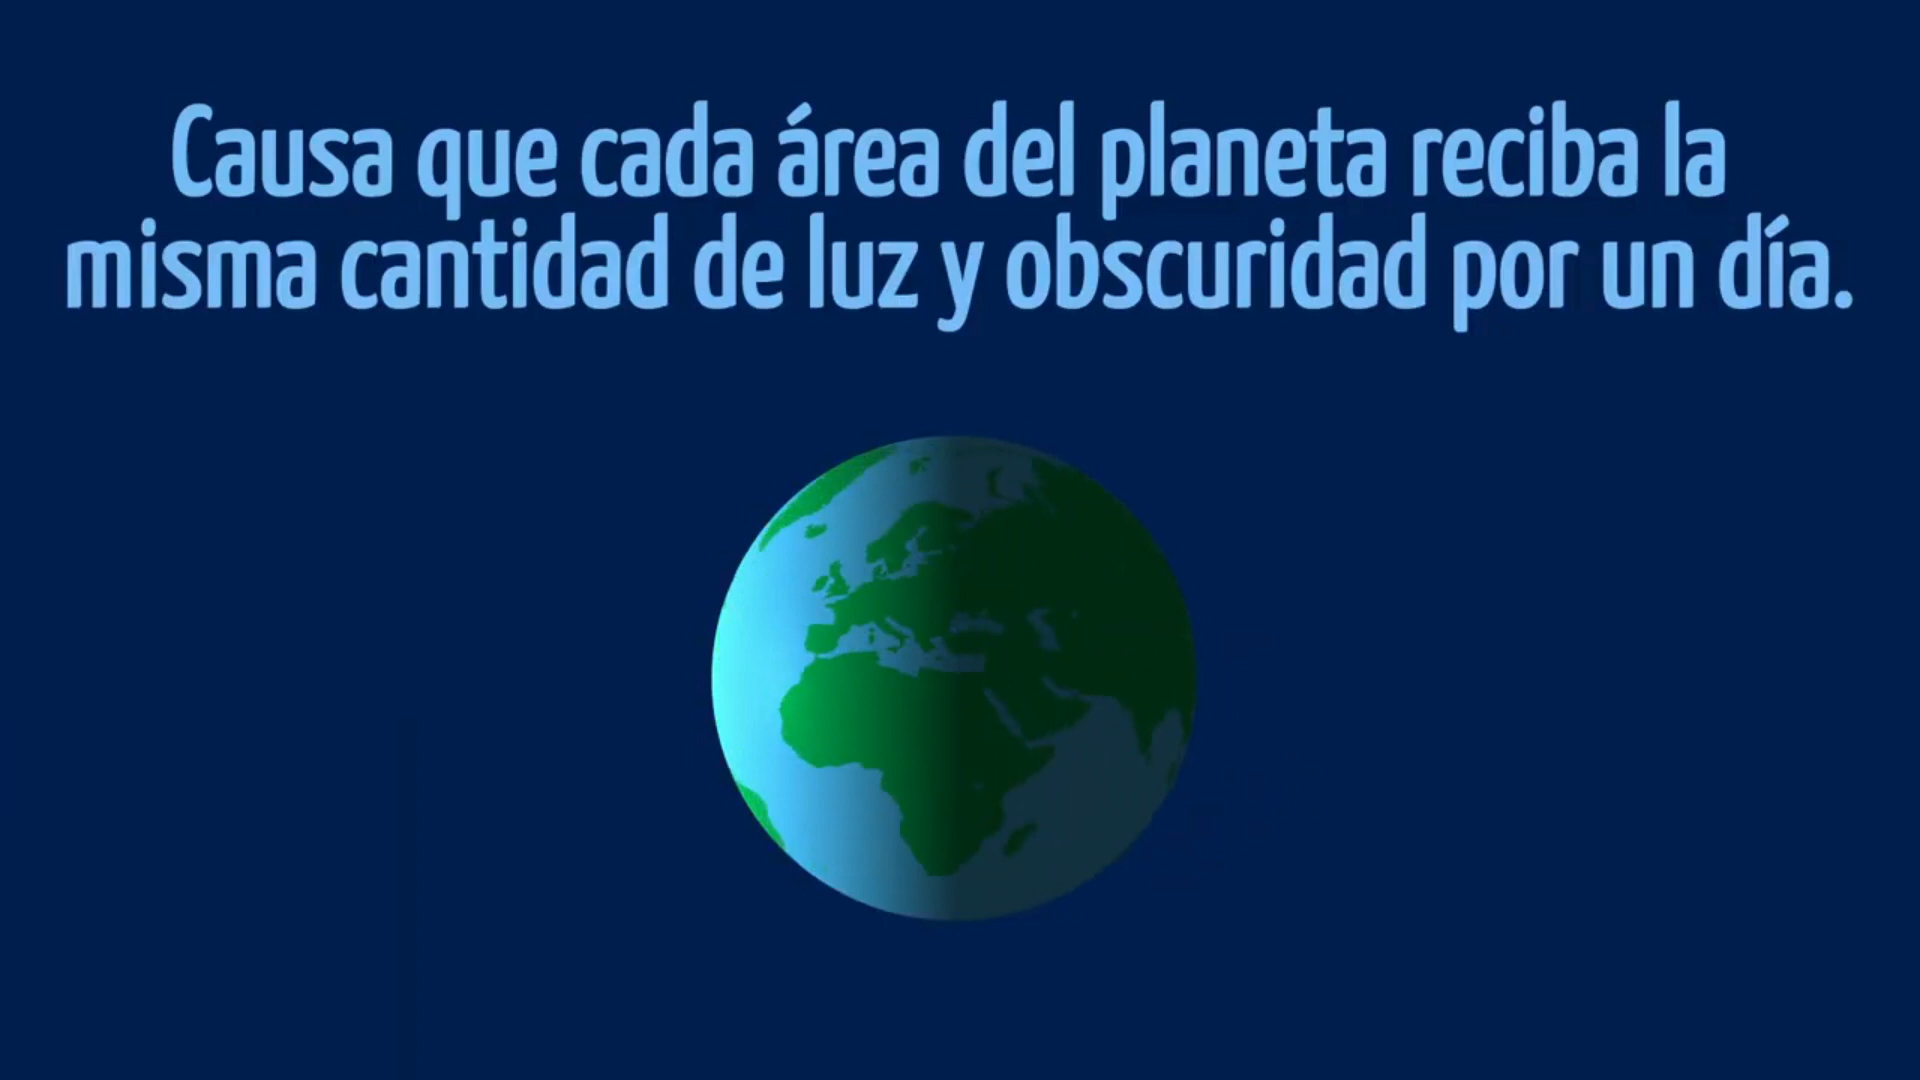 Causa que cada área del planeta reciba la
misma cantidad de luz y obscuridad por un día.